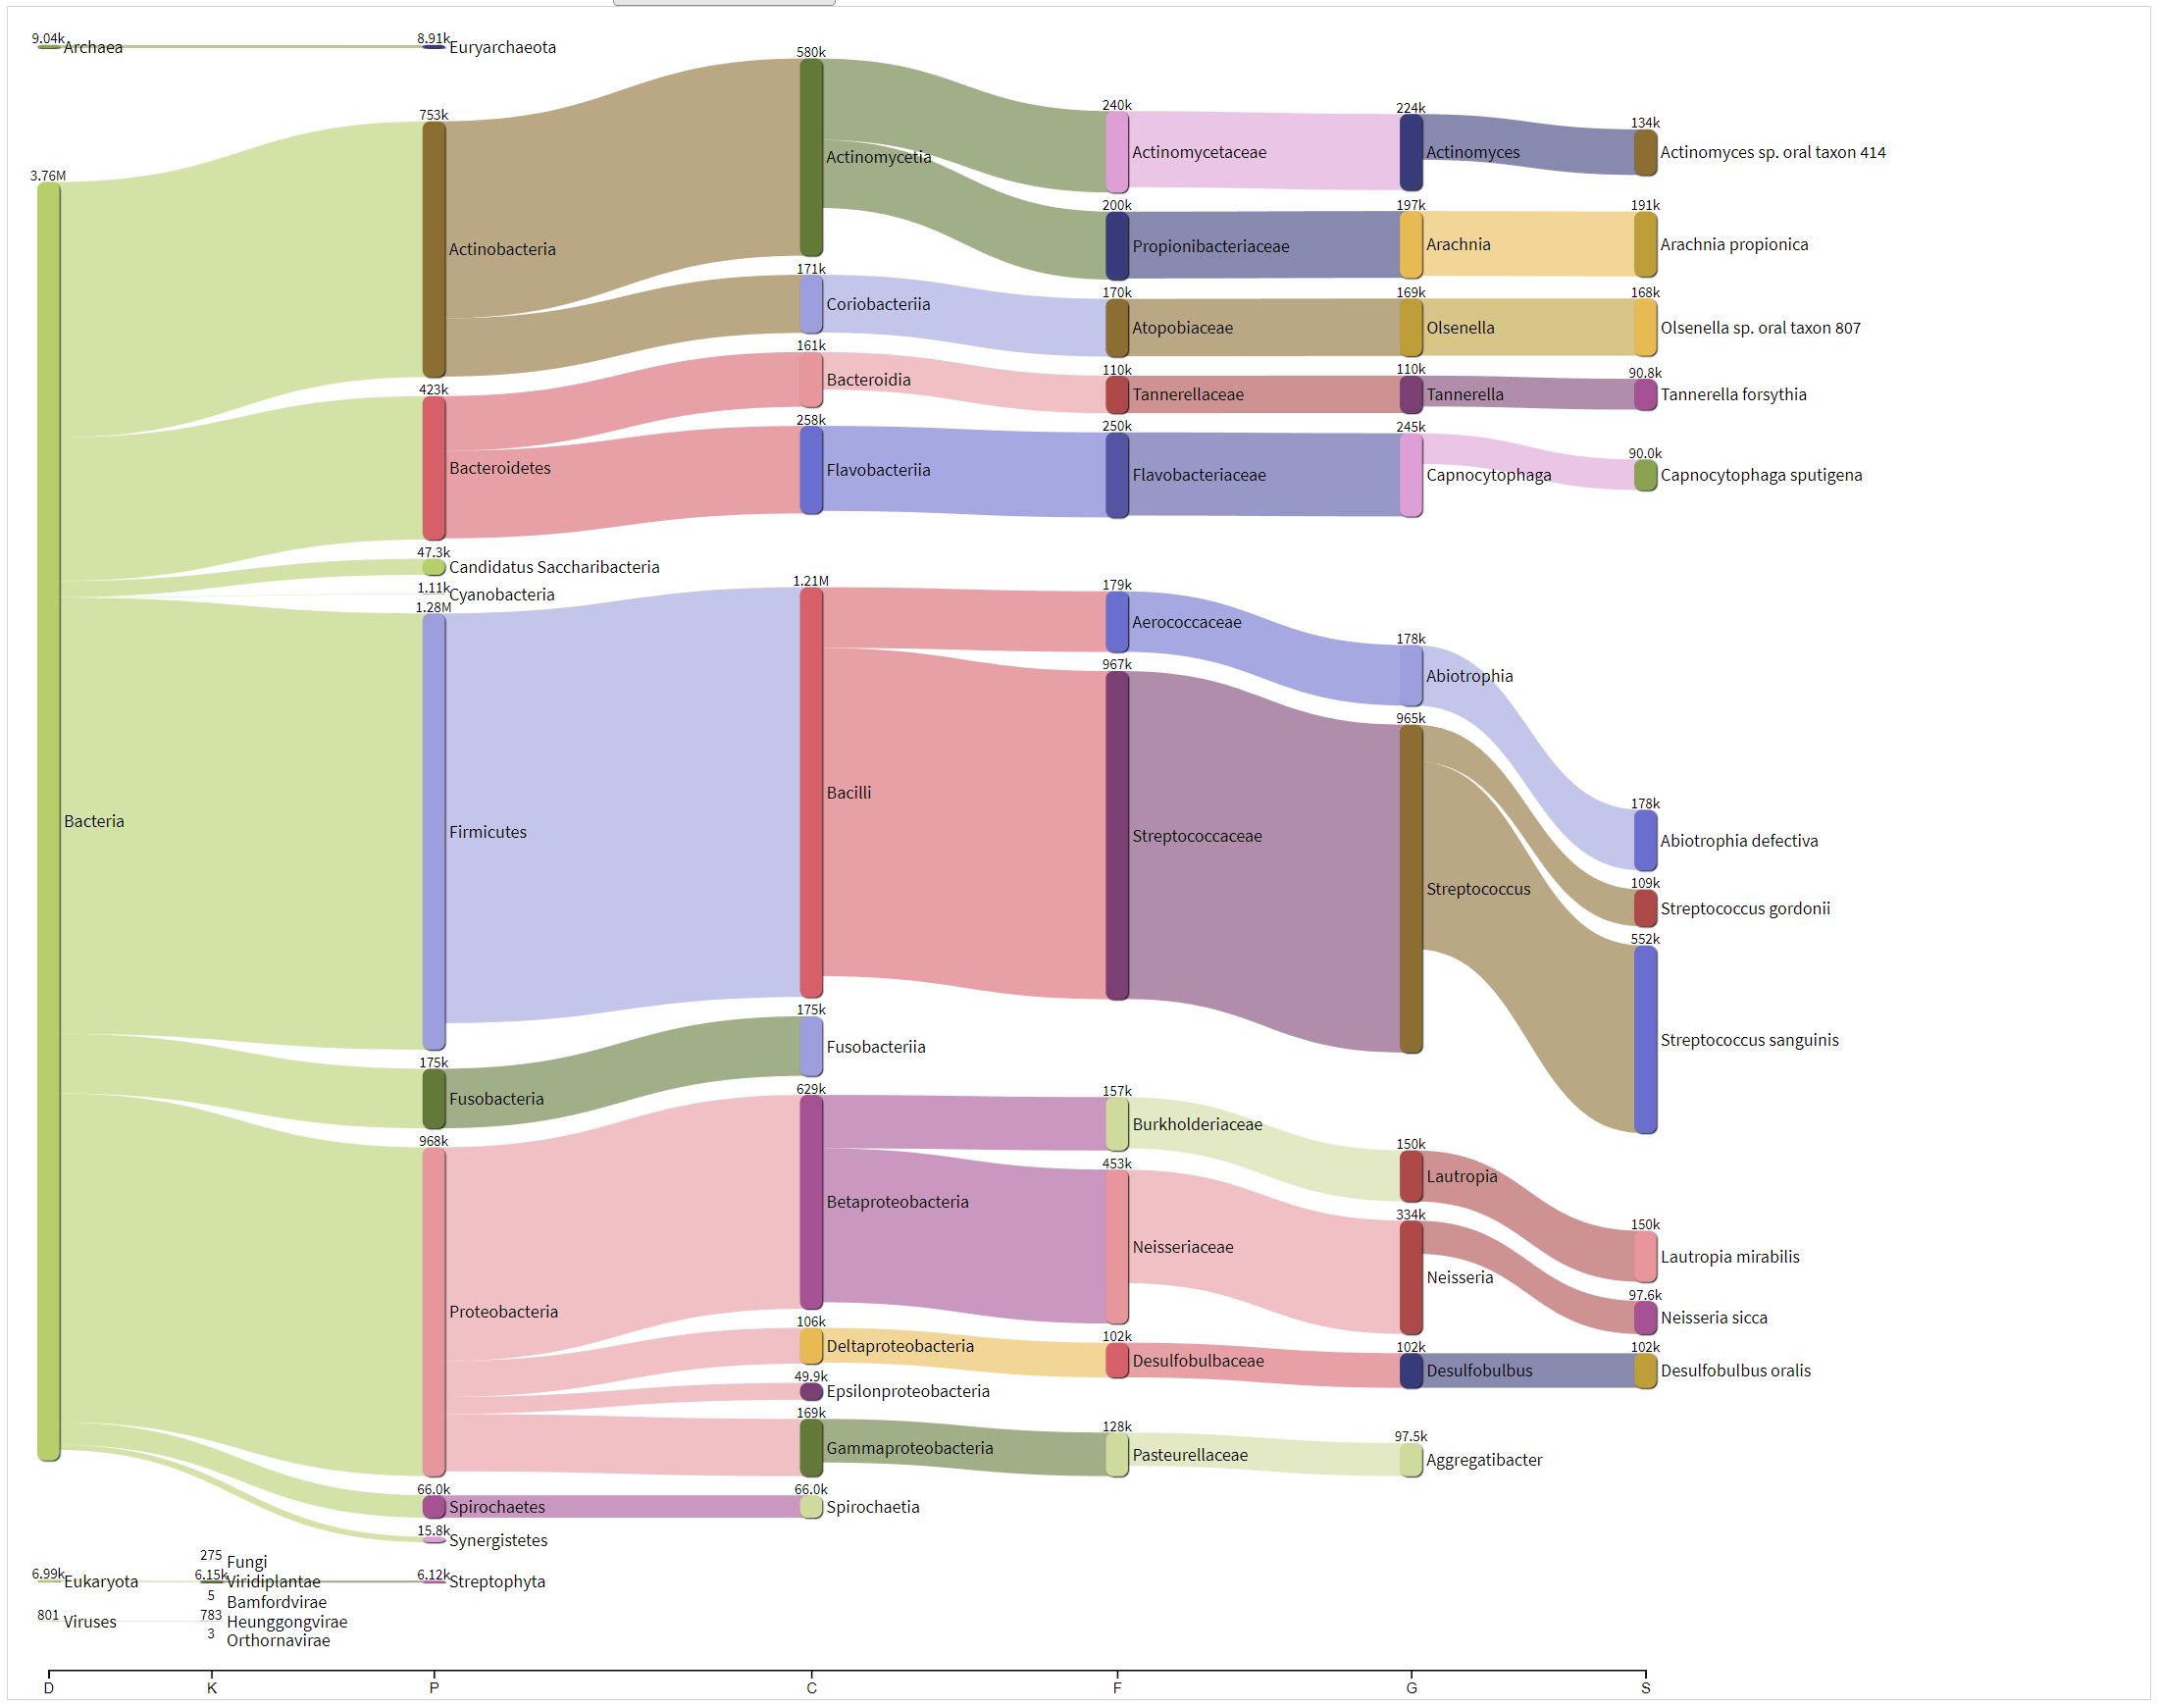 9.04k
Archaea
8.91k
Euryarchaeota
580k
Actinomycetia
753k
Actinobacteria
240k
Actinomycetaceae
224k
Actinomyces
134k
Actinomyces sp. oral taxon 414
200k
Propionibacteriaceae
197k
Arachnia
191k
Arachnia propionica
3.76M
Bacteria
171k
Coriobacteriia
170k
Atopobiaceae
169k
Olsenella
168k
Olsenella sp. oral taxon 807
161k
Bacteroidia
110k
Tannerellaceae
110k
Tannerella
90.8k
Tannerella forsythia
423k
Bacteroidetes
258k
Flavobacteriia
250k
Flavobacteriaceae
245k
Capnocytophaga
90.0k
Capnocytophaga sputigena
47.3k
Candidatus Saccharibacteria
1.11k
Cyanobacteria
1.28M
Firmicutes
1.21M
Bacilli
179k
Aerococcaceae
178k
Abiotrophia
178k
Abiotrophia defectiva
967k
Streptococcaceae
965k
Streptococcus
109k
Streptococcus gordonii
552k
Streptococcus sanguinis
175k
Fusobacteria
175k
Fusobacteriia
968k
Proteobacteria
629k
Betaproteobacteria
157k
Burkholderiaceae
150k
Lautropia
150k
Lautropia mirabilis
453k
Neisseriaceae
334k
Neisseria
97.6k
Neisseria sicca
106k
Deltaproteobacteria
102k
Desulfobulbaceae
102k
Desulfobulbus
102k
Desulfobulbus oralis
49.9k
Epsilonproteobacteria
169k
Gammaproteobacteria
128k
Pasteurellaceae
97.5k
Aggregatibacter
66.0k
Spirochaetes
66.0k
Spirochaetia
15.8k
Synergistetes
275
Fungi
6.99k
Eukaryota
6.15k
Viridiplantae
6.12k
Streptophyta
5
Bamfordvirae
801
Viruses
783
Heunggongvirae
3
Orthornavirae
D K P C F G S